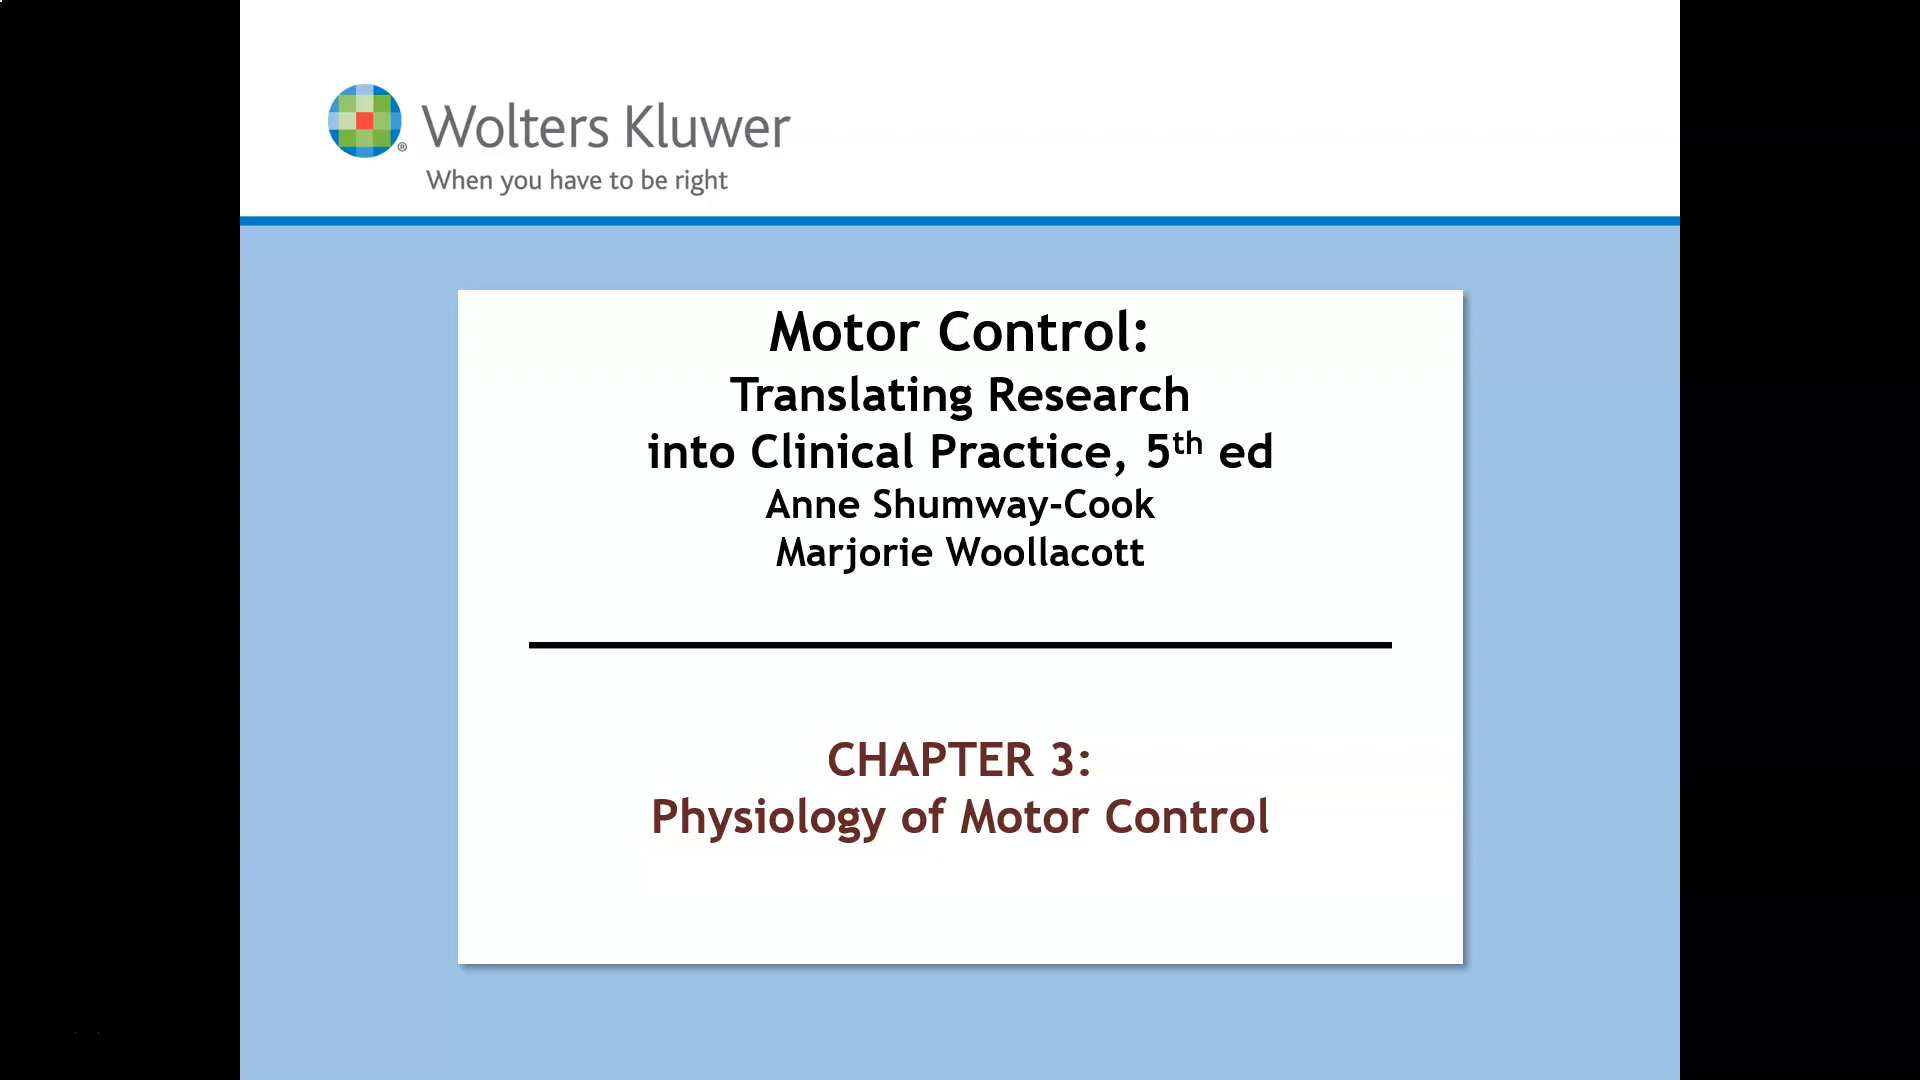 Wolters Kluwer
®
When you have to be right
Motor Control:
Translating Research
into Clinical Practice, 5th ed
Anne Shumway-Cook
Marjorie Woollacott
CHAPTER 3:
Physiology of Motor Control